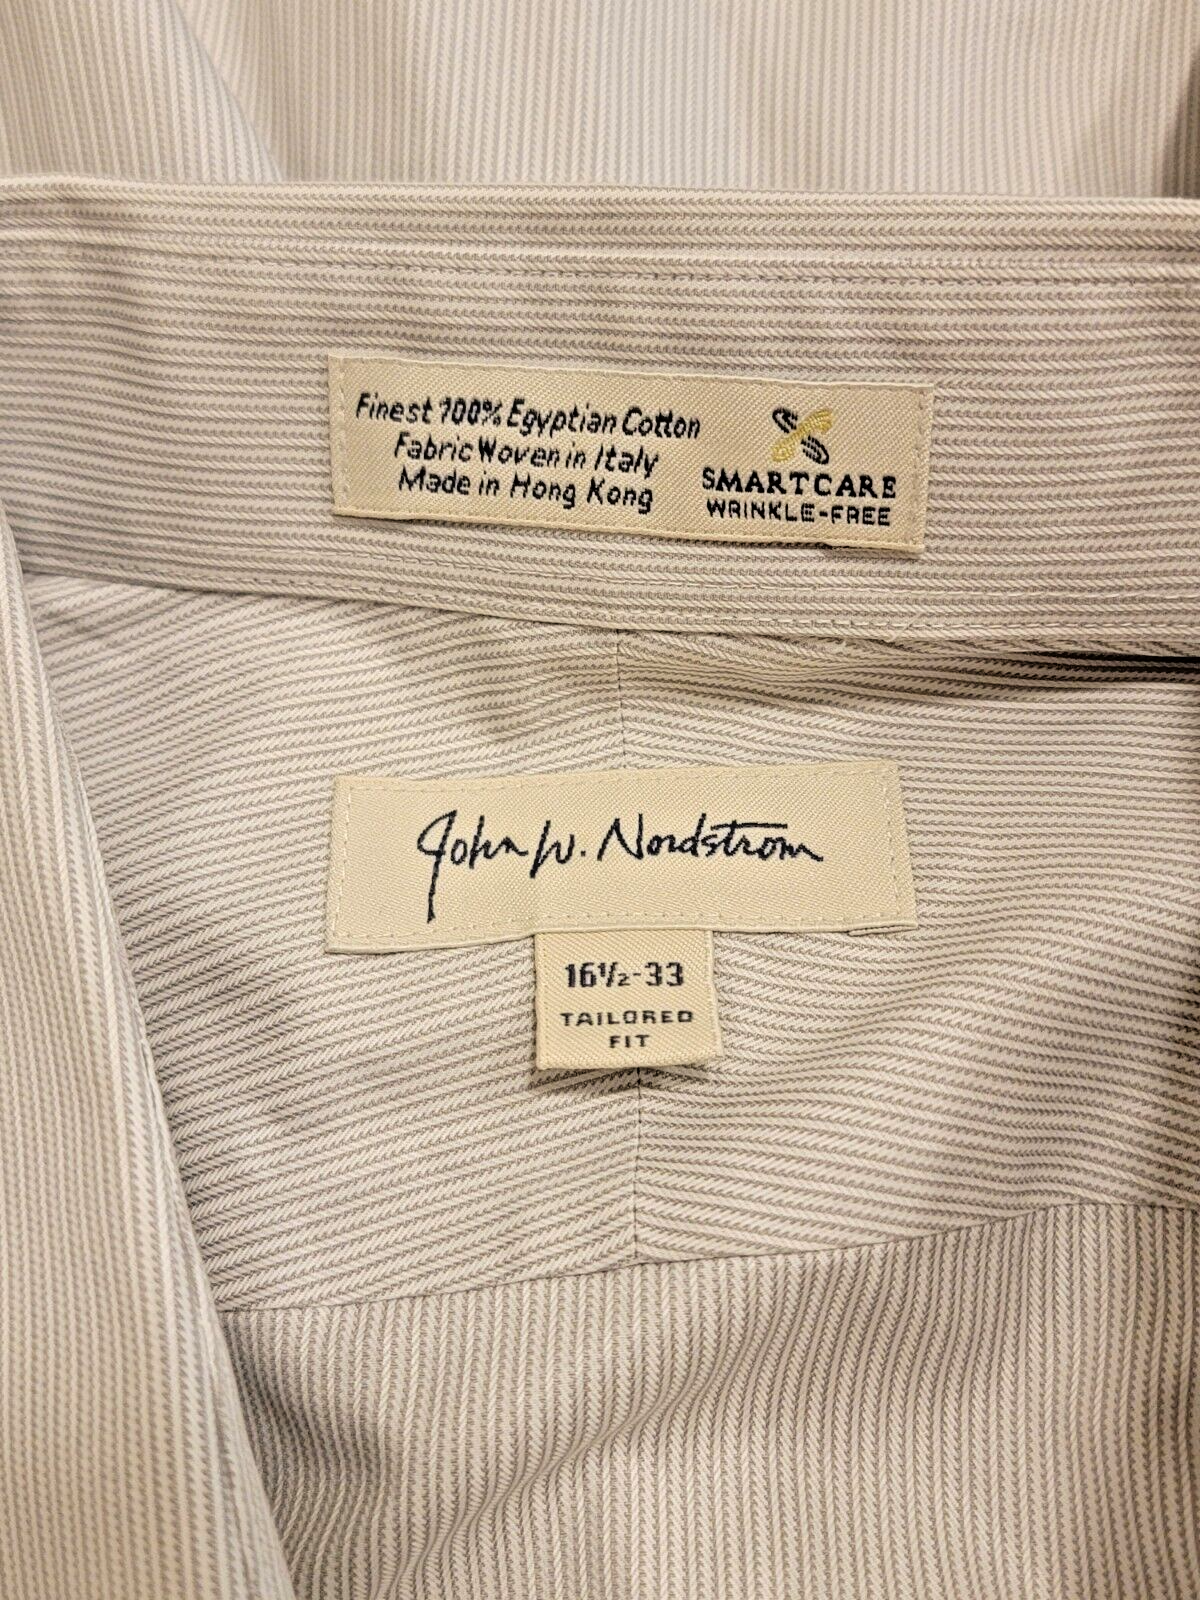 Finest 100% Egyptian Cotton
Fabric Woven in Italy
Made in Hong Kong
SMARTCARE
WRINKLE-FREE
John W. Nordstrom
16½-33
TAILORED
FIT